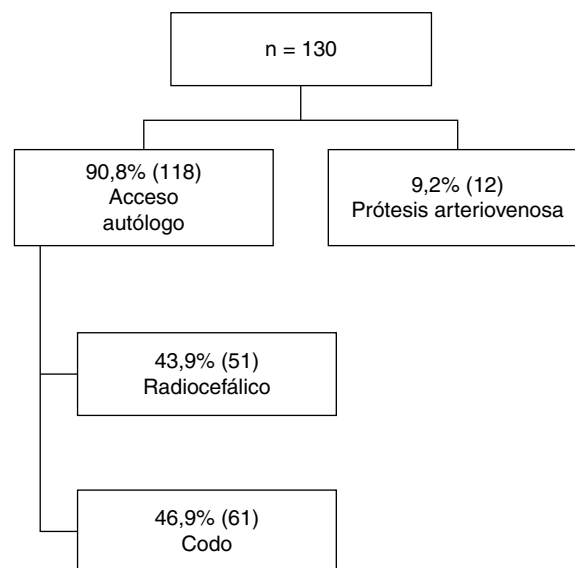 n = 130
90,8% (118)
Acceso
autólogo
9,2% (12)
Prótesis arteriovenosa
43,9% (51)
Radiocefálico
46,9% (61)
Codo